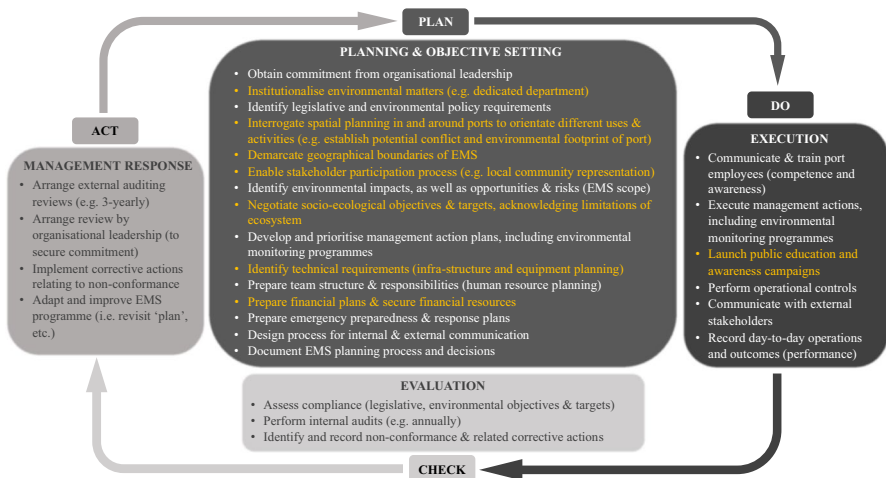 PLAN
PLANNING & OBJECTIVE SETTING
• Obtain commitment from organisational leadership
• Institutionalise environmental matters (e.g. dedicated department)
• Identify legislative and environmental policy requirements
• Interrogate spatial planning in and around ports to orientate different uses &
activities (e.g. establish potential conflict and environmental footprint of port)
• Demarcate geographical boundaries of EMS
• Enable stakeholder participation process (e.g. local community representation)
• Identify environmental impacts, as well as opportunities & risks (EMS scope)
• Negotiate socio-ecological objectives & targets, acknowledging limitations of
ecosystem
• Develop and prioritise management action plans, including environmental
monitoring programmes
• Identify technical requirements (infra-structure and equipment planning)
• Prepare team structure & responsibilities (human resource planning)
• Prepare financial plans & secure financial resources
• Prepare emergency preparedness & response plans
• Design process for internal & external communication
• Document EMS planning process and decisions
DO
EXECUTION
• Communicate & train port
employees (competence and
awareness)
• Execute management actions,
including environmental
monitoring programmes
• Launch public education and
awareness campaigns
• Perform operational controls
• Communicate with external
stakeholders
• Record day-to-day operations
and outcomes (performance)
EVALUATION
• Assess compliance (legislative, environmental objectives & targets)
• Perform internal audits (e.g. annually)
• Identify and record non-conformance & related corrective actions
CHECK
ACT
MANAGEMENT RESPONSE
• Arrange external auditing
reviews (e.g. 3-yearly)
• Arrange review by
organisational leadership (to
secure commitment)
• Implement corrective actions
relating to non-conformance
• Adapt and improve EMS
programme (i.e. revisit ‘plan’,
etc.)